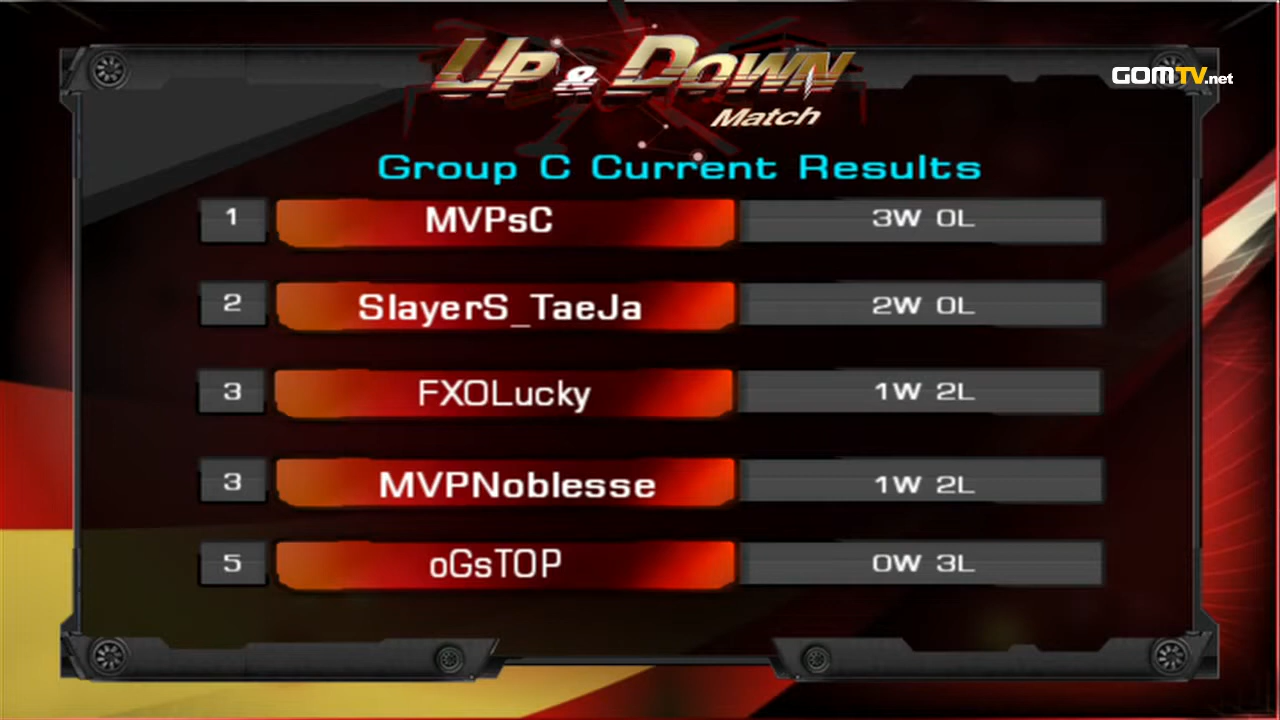 UP & DOWN
Match
GOMTV.net
Group C Current Results
1 MVPsC 3W 0L
2 SlayerS_TaeJa 2W 0L
3 FXOLucky 1W 2L
3 MVPNoblesse 1W 2L
5 oGsTOP 0W 3L